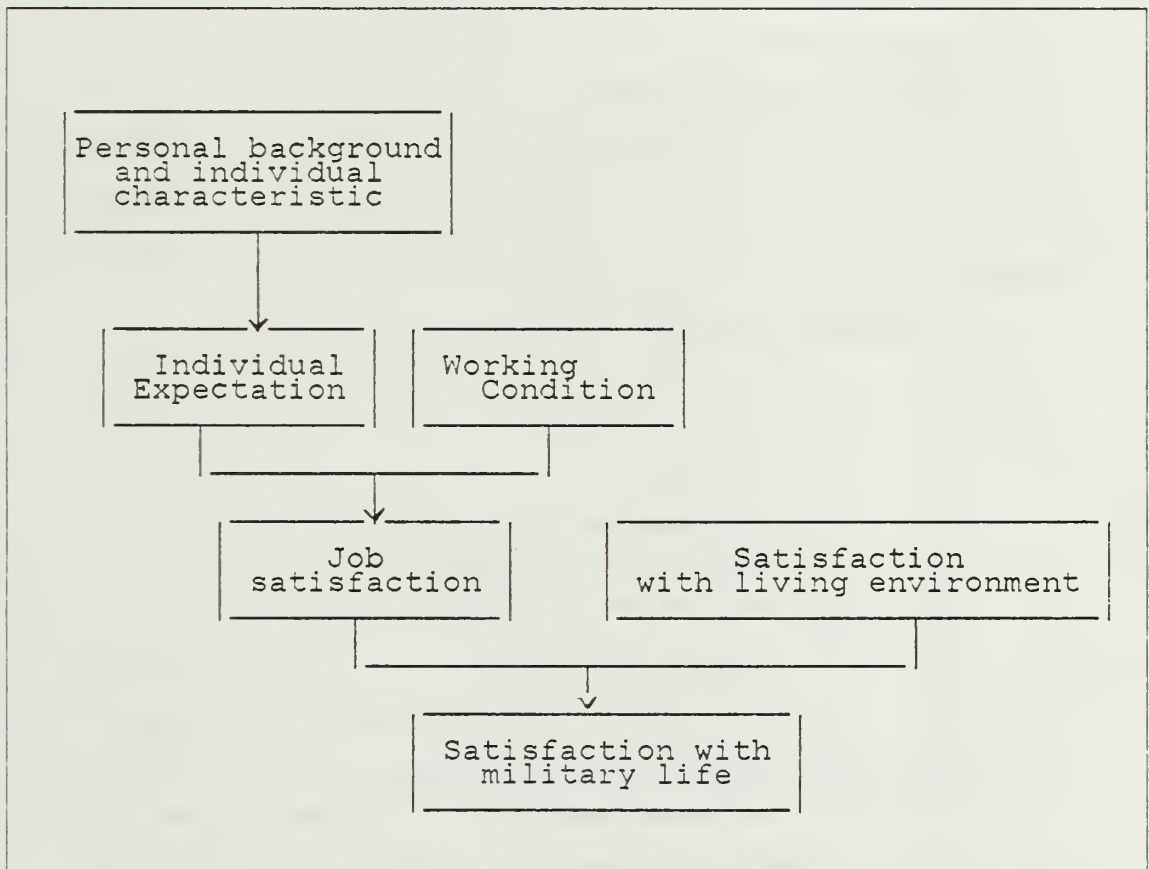 Personal background
and individual
characteristic
Individual
Expectation
Working
Condition
Job
satisfaction
Satisfaction
with living environment
Satisfaction with
military life